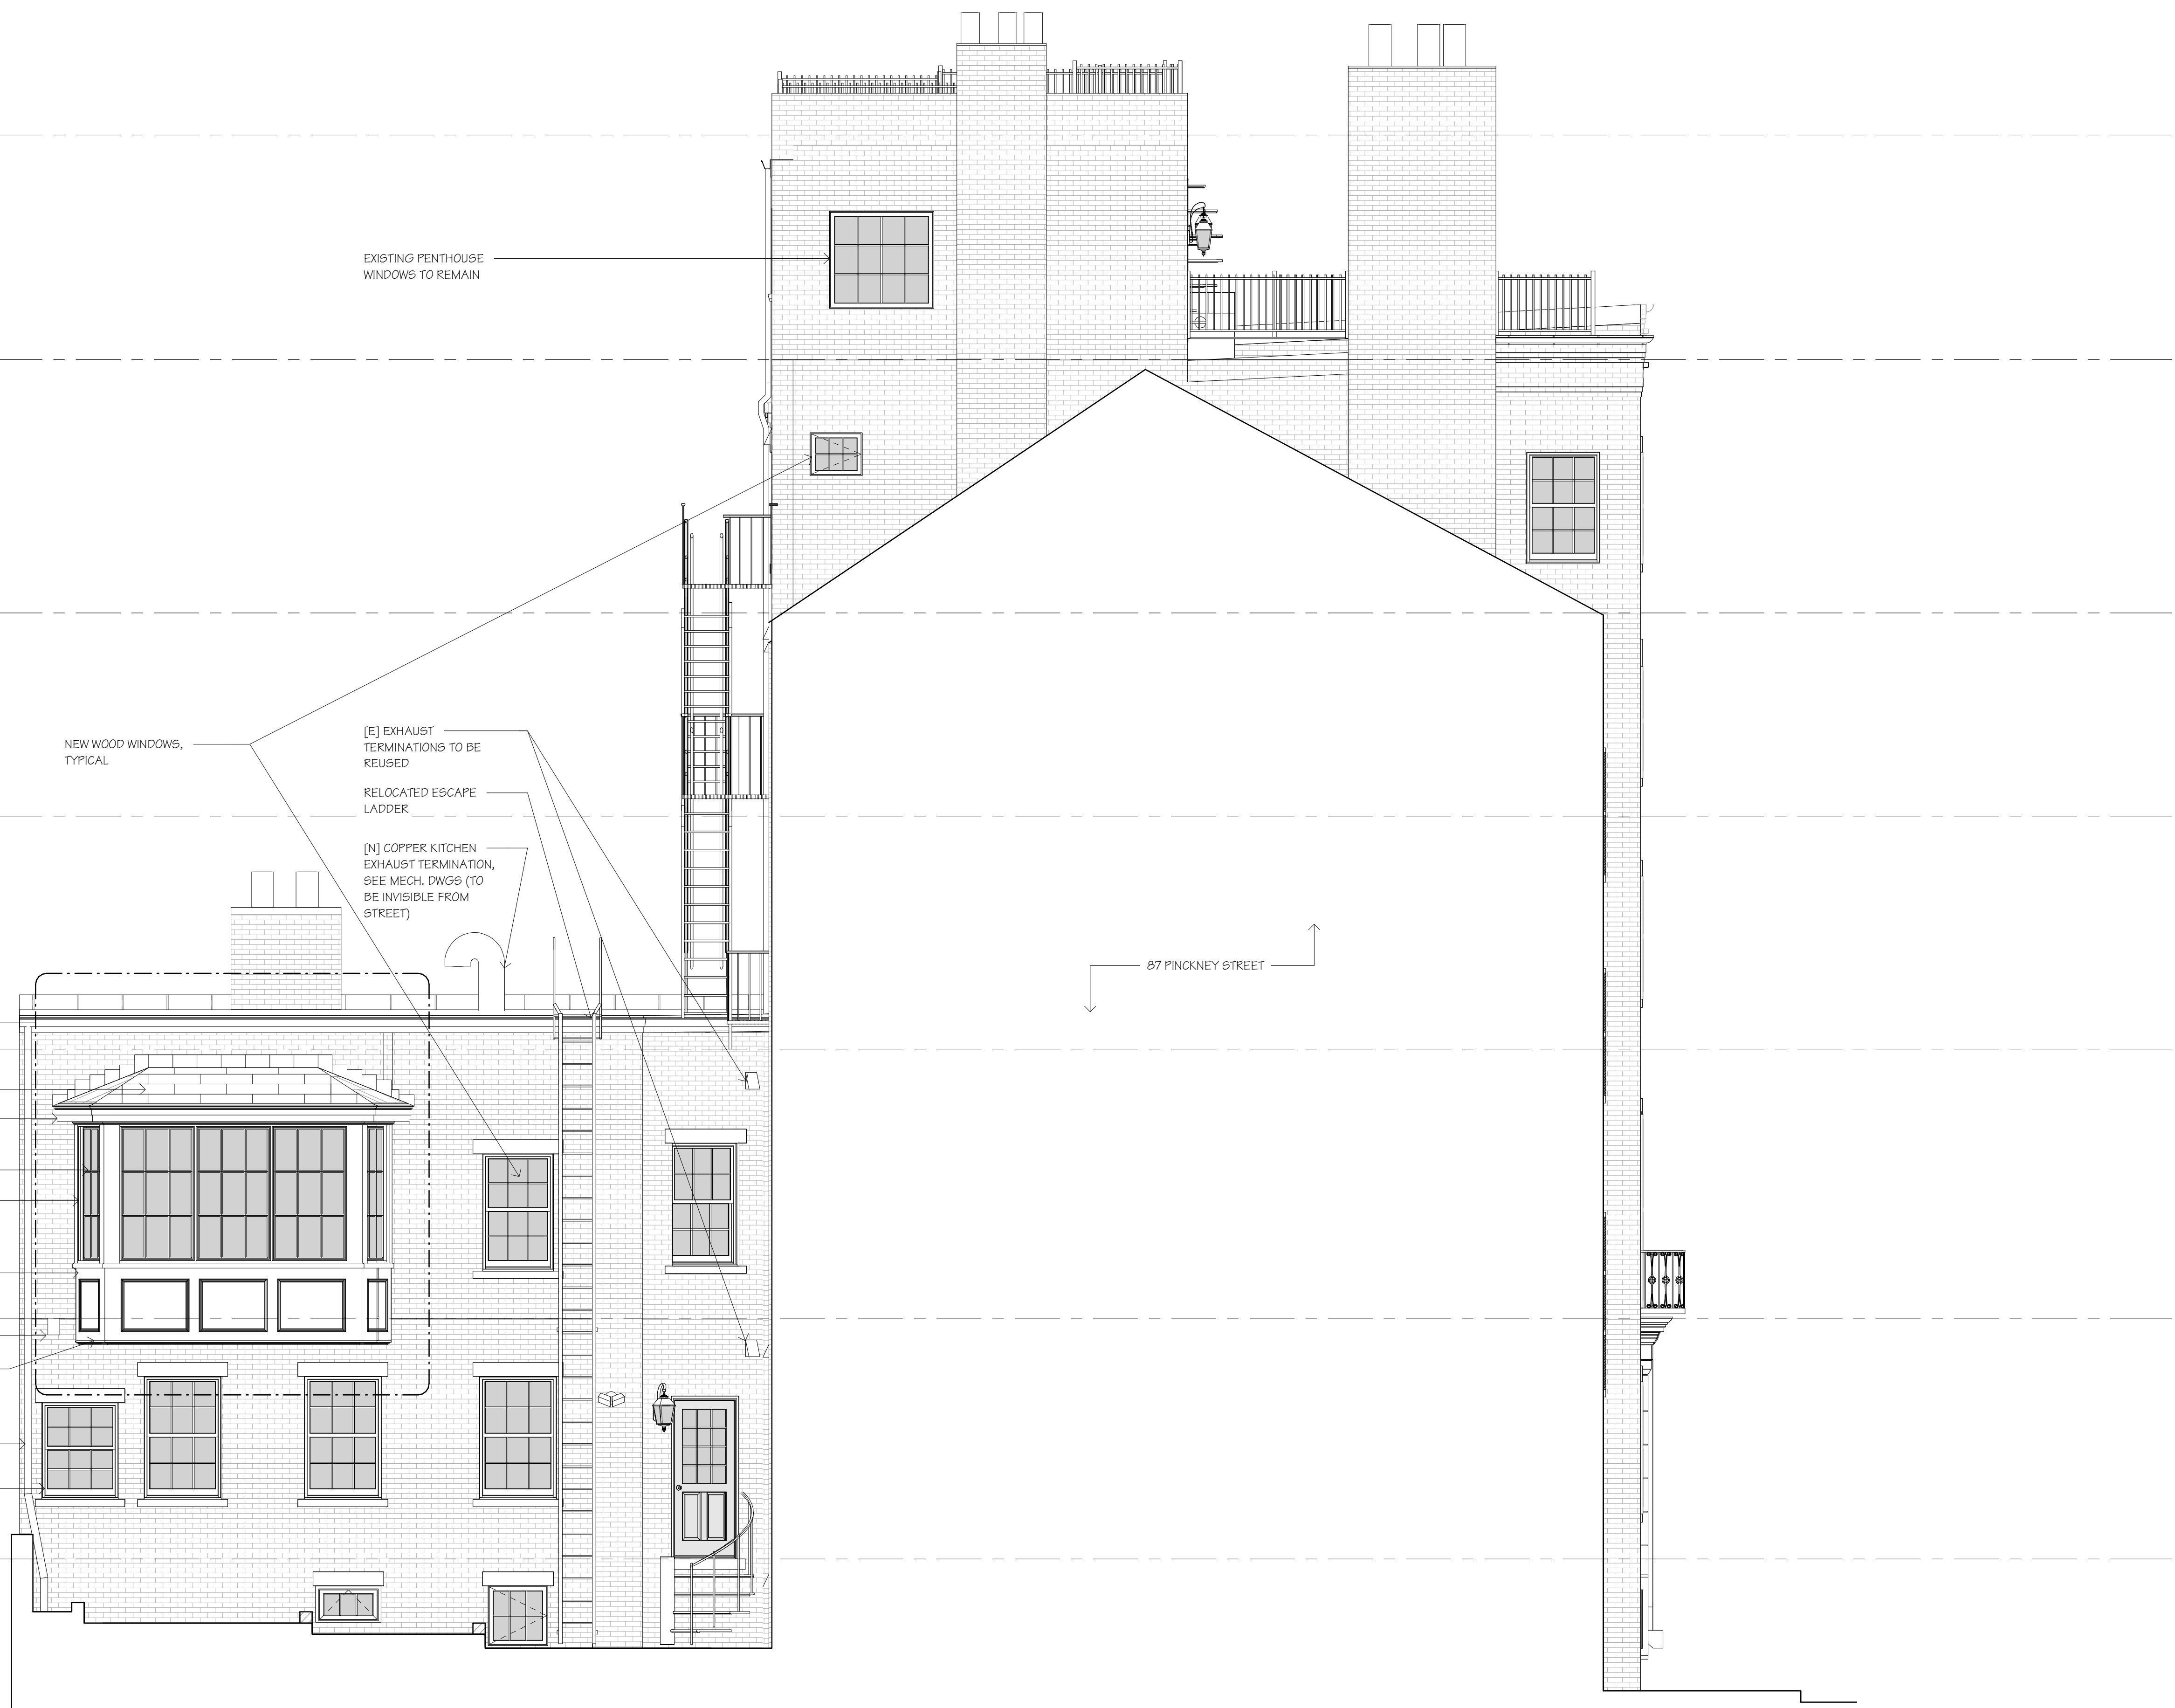 EXISTING PENTHOUSE
WINDOWS TO REMAIN
NEW WOOD WINDOWS,
TYPICAL
[E] EXHAUST
TERMINATIONS TO BE
REUSED
RELOCATED ESCAPE
LADDER
[N] COPPER KITCHEN
EXHAUST TERMINATION,
SEE MECH. DWGS (TO
BE INVISIBLE FROM
STREET)
87 PINCKNEY STREET